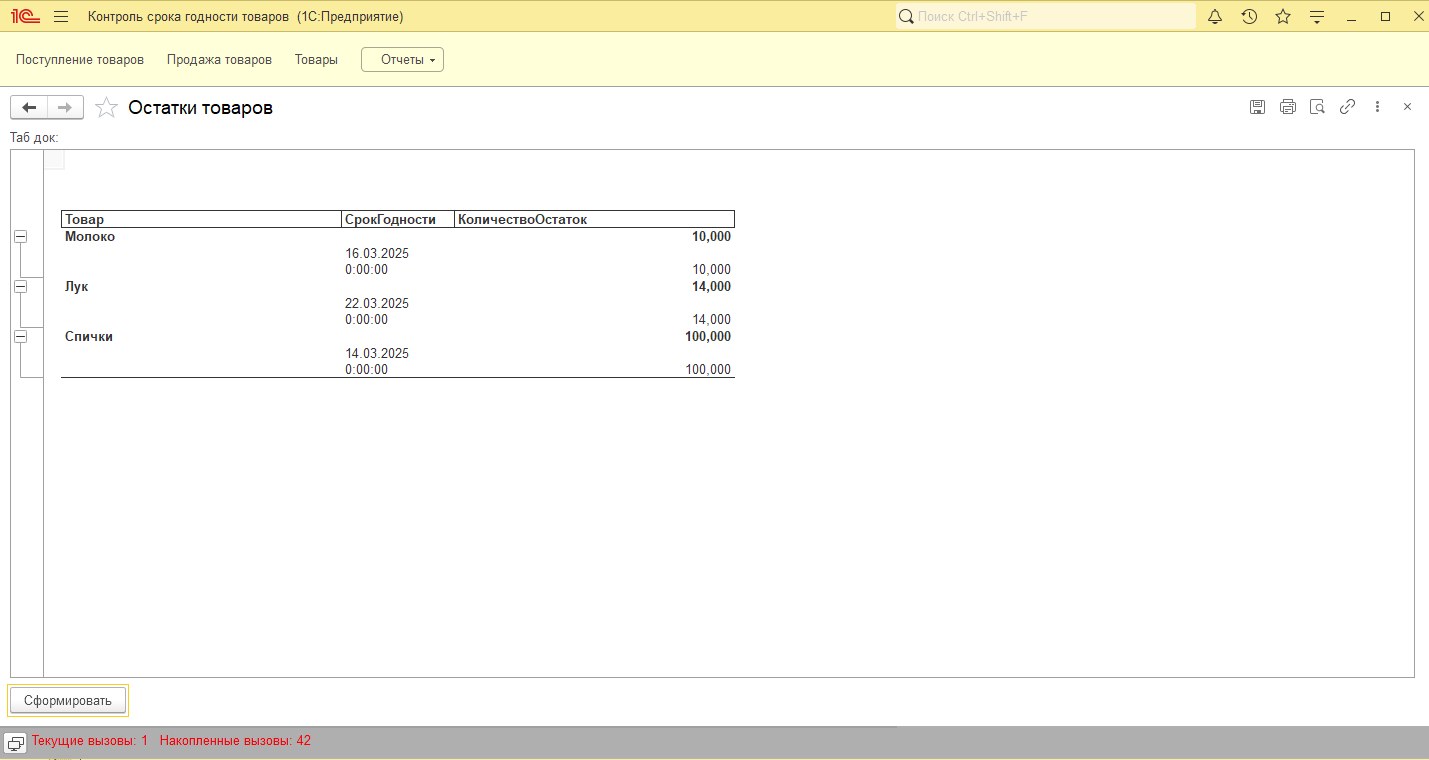 1С Контроль срока годности товаров (1С:Предприятие) Поиск Ctrl+Shift+F
Поступление товаров Продажа товаров Товары Отчеты
Остатки товаров
Таб док:
Товар СрокГодности КоличествоОстаток
Молоко 10,000
16.03.2025
0:00:00 10,000
Лук 14,000
22.03.2025
0:00:00 14,000
Спички 100,000
14.03.2025
0:00:00 100,000
Сформировать
Текущие вызовы: 1 Накопленные вызовы: 42